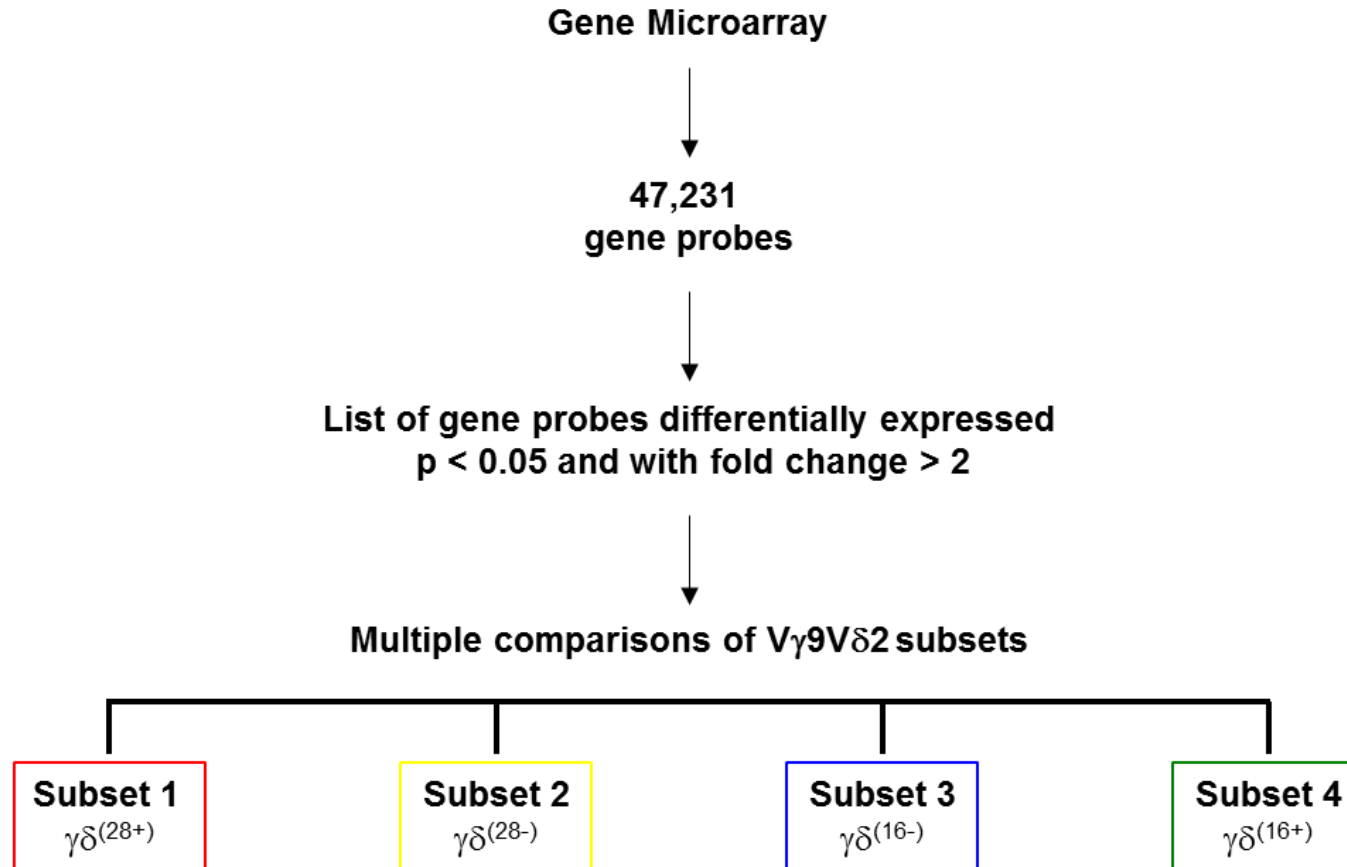 Gene Microarray
47,231
gene probes
List of gene probes differentially expressed
p < 0.05 and with fold change > 2
Multiple comparisons of Vγ9Vδ2 subsets
Subset 1
γδ(28+)
Subset 2
γδ(28-)
Subset 3
γδ(16-)
Subset 4
γδ(16+)